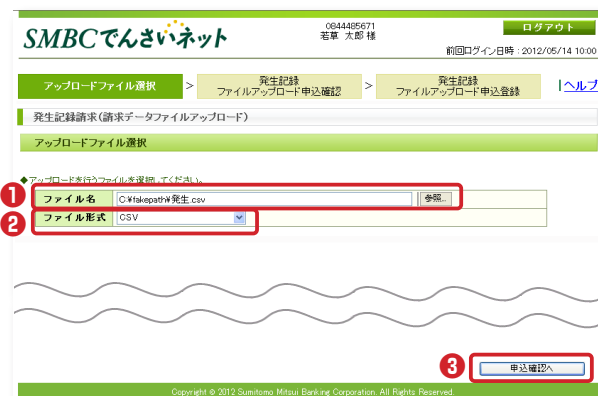 SMBCでんさいネット
0844485671
若草 太郎 様
ログアウト
前回ログイン日時：2012/05/14 10:00
アップロードファイル選択 > 発生記録 ファイルアップロード申込確認 > 発生記録 ファイルアップロード申込登録 |ヘルプ
発生記録請求(請求データファイルアップロード)
アップロードファイル選択
◆アップロードを行うファイルを選択してください。
❶ ファイル名 C:¥fakepath¥発生.csv 参照...
❷ ファイル形式 CSV
❸ 申込確認へ
Copyright © 2012 Sumitomo Mitsui Banking Corporation. All Rights Reserved.